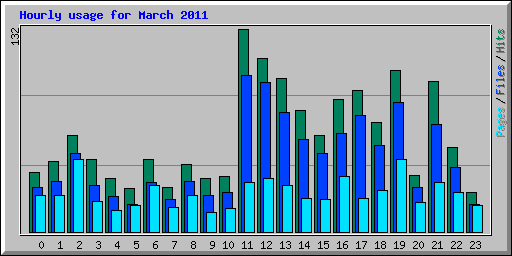 Hourly usage for March 2011
132
Pages / Files / Hits
0 1 2 3 4 5 6 7 8 9 10 11 12 13 14 15 16 17 18 19 20 21 22 23